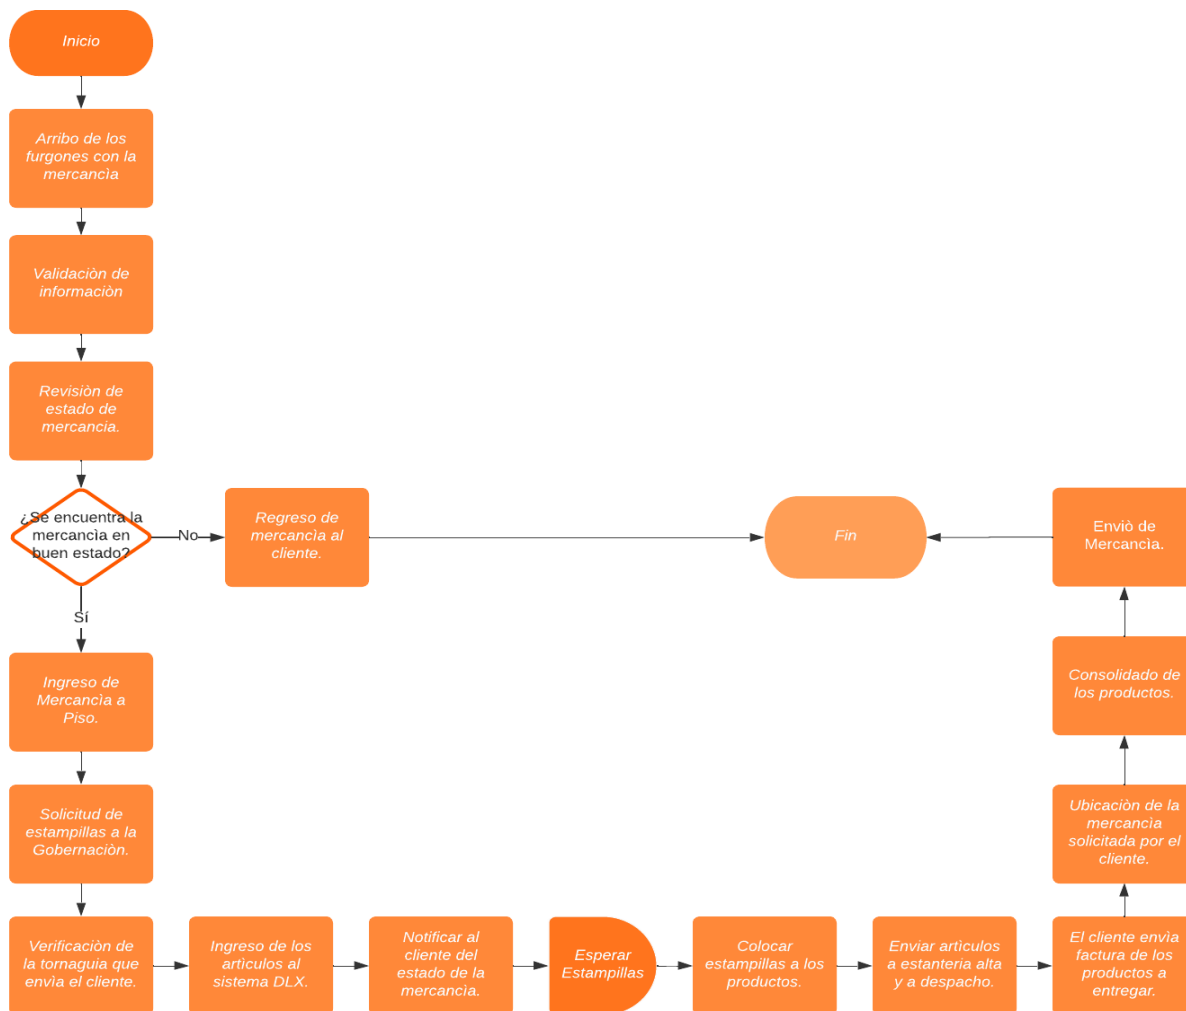 Inicio
Arribo de los
furgones con la
mercancìa
Validaciòn de
informaciòn
Revisiòn de
estado de
mercancia.
¿Se encuentra la
mercancìa en
buen estado?
No
Regreso de
mercancìa al
cliente.
Fin
Enviò de
Mercancìa.
Sí
Ingreso de
Mercancìa a
Piso.
Consolidado de
los productos.
Solicitud de
estampillas a la
Gobernaciòn.
Ubicaciòn de la
mercancìa
solicitada por el
cliente.
Verificaciòn de
la tornaguia que
envìa el cliente.
Ingreso de los
artìculos al
sistema DLX.
Notificar al
cliente del
estado de la
mercancìa.
Esperar
Estampillas
Colocar
estampillas a los
productos.
Enviar artìculos
a estanteria alta
y a despacho.
El cliente envìa
factura de los
productos a
entregar.